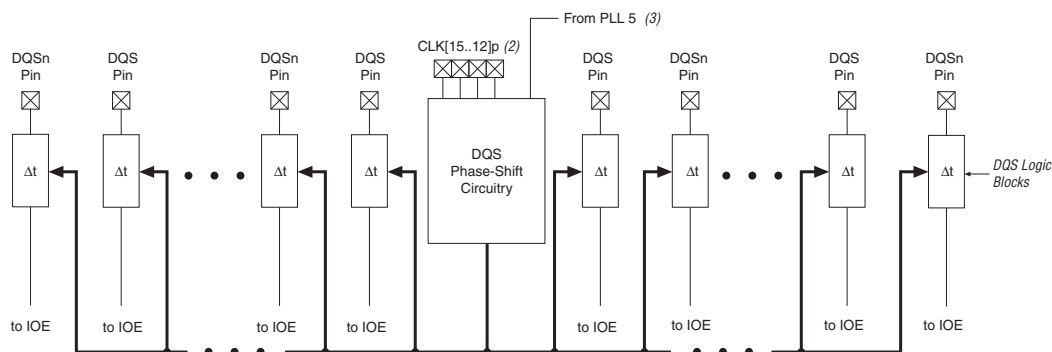 From PLL 5 (3)
CLK[15..12]p (2)
DQSn
Pin
DQS
Pin
DQSn
Pin
DQS
Pin
DQS
Pin
DQSn
Pin
DQS
Pin
DQSn
Pin
Δt
Δt
Δt
Δt
DQS
Phase-Shift
Circuitry
Δt
Δt
Δt
Δt
DQS Logic
Blocks
to IOE
to IOE
to IOE
to IOE
to IOE
to IOE
to IOE
to IOE